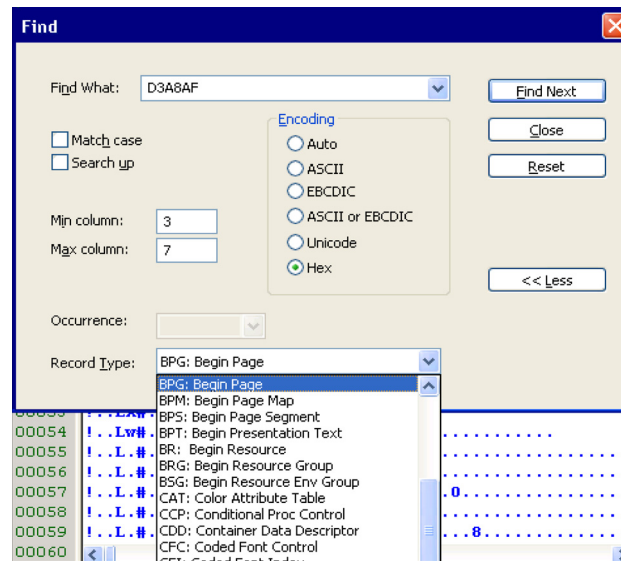 Find
Find What: D3A8AF
Find Next
Encoding
Close
Match case
Auto
Search up
ASCII
Reset
EBCDIC
Min column: 3
ASCII or EBCDIC
Max column: 7
Unicode
Hex
<< Less
Occurrence:
Record Type: BPG: Begin Page
BPG: Begin Page
BPM: Begin Page Map
BPS: Begin Page Segment
00054 !..Lw#. BPT: Begin Presentation Text ...........
00055 !..L.#. BR: Begin Resource
00056 !..L.#. BRG: Begin Resource Group
BSG: Begin Resource Env Group
00057 !..L.#. CAT: Color Attribute Table .0..............
00058 !..L.#. CCP: Conditional Proc Control
00059 !..L.#. CDD: Container Data Descriptor ...8.............
00060 CFC: Coded Font Control